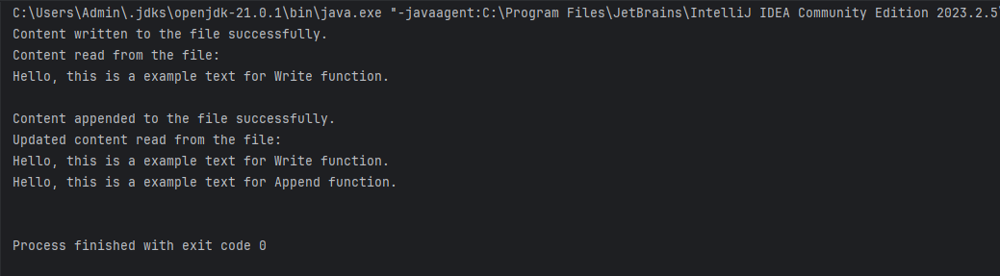 C:\Users\Admin\.jdks\openjdk-21.0.1\bin\java.exe "-javaagent:C:\Program Files\JetBrains\IntelliJ IDEA Community Edition 2023.2.5\
Content written to the file successfully.
Content read from the file:
Hello, this is a example text for Write function.
Content appended to the file successfully.
Updated content read from the file:
Hello, this is a example text for Write function.
Hello, this is a example text for Append function.
Process finished with exit code 0